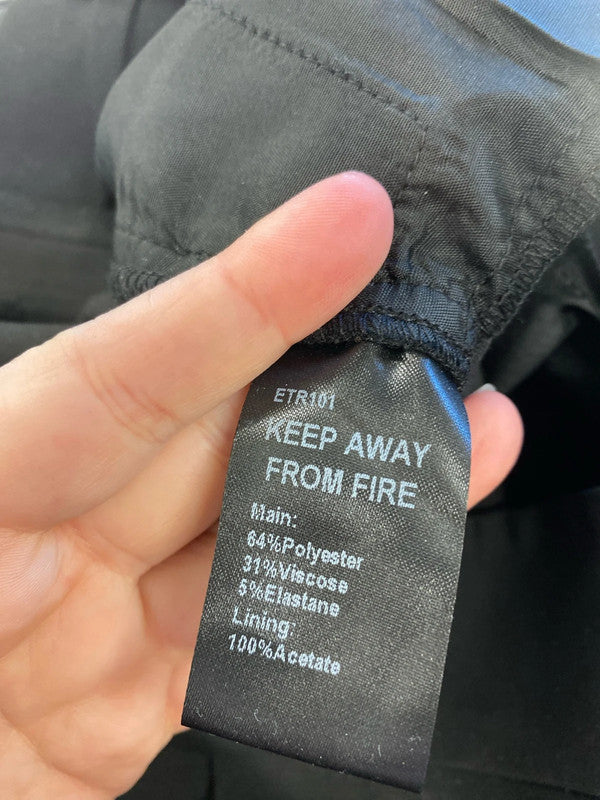 ETR101
KEEP AWAY
FROM FIRE
Main:
64%Polyester
31%Viscose
5%Elastane
Lining:
100%Acetate